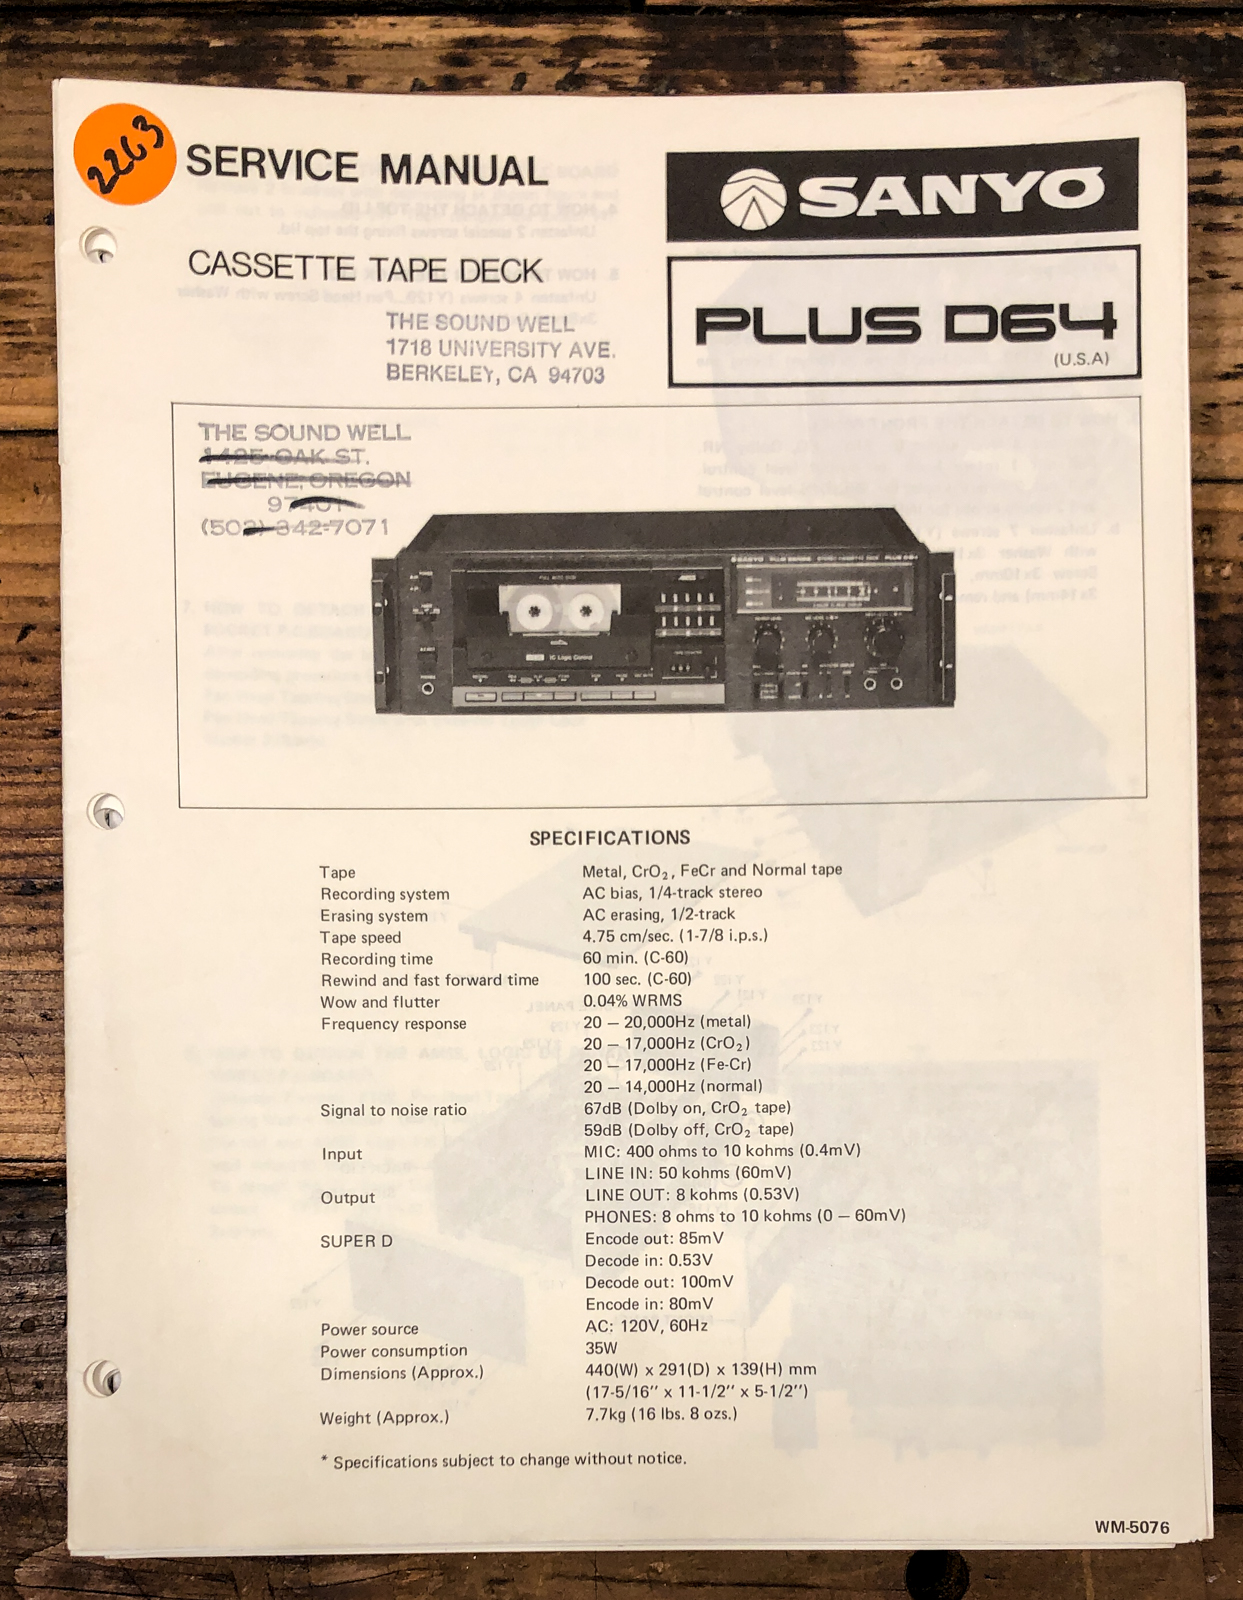 2263
SERVICE MANUAL
SANYO
CASSETTE TAPE DECK
PLUS D64
(U.S.A)
THE SOUND WELL
1718 UNIVERSITY AVE.
BERKELEY, CA 94703
THE SOUND WELL
1425 OAK ST.
EUGENE, OREGON
97401
(503) 342-7071
SANYO
PLUS D64
IC Logic Control
SPECIFICATIONS
Tape Metal, CrO₂, FeCr and Normal tape
Recording system AC bias, 1/4-track stereo
Erasing system AC erasing, 1/2-track
Tape speed 4.75 cm/sec. (1-7/8 i.p.s.)
Recording time 60 min. (C-60)
Rewind and fast forward time 100 sec. (C-60)
Wow and flutter 0.04% WRMS
Frequency response 20 – 20,000Hz (metal)
20 – 17,000Hz (CrO₂)
20 – 17,000Hz (Fe-Cr)
20 – 14,000Hz (normal)
Signal to noise ratio 67dB (Dolby on, CrO₂ tape)
59dB (Dolby off, CrO₂ tape)
Input MIC: 400 ohms to 10 kohms (0.4mV)
LINE IN: 50 kohms (60mV)
Output LINE OUT: 8 kohms (0.53V)
PHONES: 8 ohms to 10 kohms (0 – 60mV)
SUPER D Encode out: 85mV
Decode in: 0.53V
Decode out: 100mV
Encode in: 80mV
Power source AC: 120V, 60Hz
Power consumption 35W
Dimensions (Approx.) 440(W) x 291(D) x 139(H) mm
(17-5/16" x 11-1/2" x 5-1/2")
Weight (Approx.) 7.7kg (16 lbs. 8 ozs.)
* Specifications subject to change without notice.
WM-5076